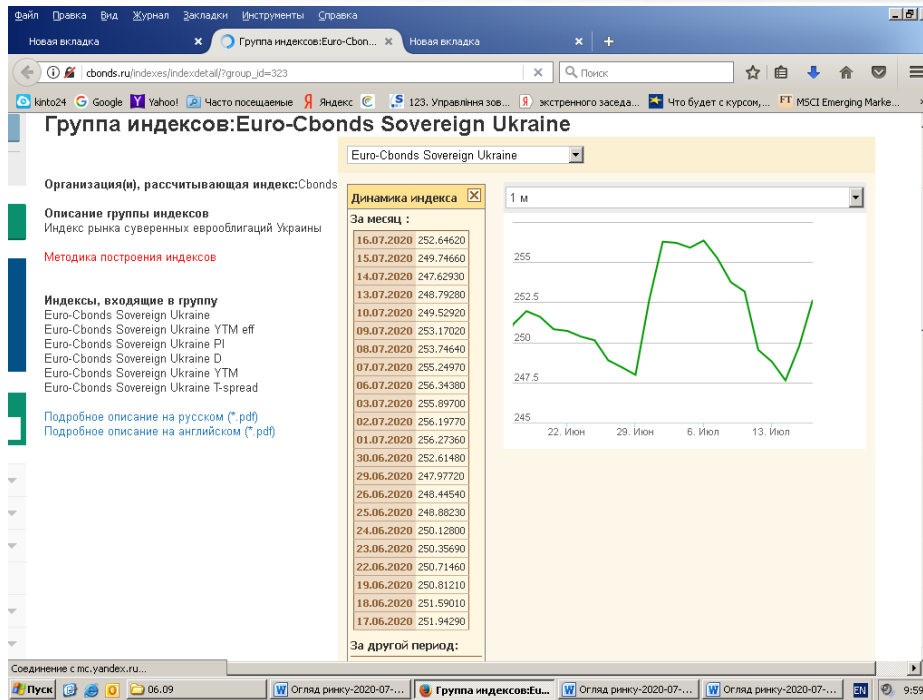 Файл Правка Вид Журнал Закладки Инструменты Справка
Новая вкладка
Группа индексов:Euro-Cbon...
Новая вкладка
cbonds.ru/indexes/indexdetail/?group_id=323
Поиск
kinto24 Google Yahoo! Часто посещаемые Яндекс 123. Управління зов... экстренного заседа... Что будет с курсом,... FT MSCI Emerging Marke...
Группа индексов:Euro-Cbonds Sovereign Ukraine
Euro-Cbonds Sovereign Ukraine
Организация(и), рассчитывающая индекс:Cbonds
Описание группы индексов
Индекс рынка суверенных еврооблигаций Украины
Методика построения индексов
Индексы, входящие в группу
Euro-Cbonds Sovereign Ukraine
Euro-Cbonds Sovereign Ukraine YTM eff
Euro-Cbonds Sovereign Ukraine PI
Euro-Cbonds Sovereign Ukraine D
Euro-Cbonds Sovereign Ukraine YTM
Euro-Cbonds Sovereign Ukraine T-spread
Подробное описание на русском (*.pdf)
Подробное описание на английском (*.pdf)
Динамика индекса
За месяц :
16.07.2020 252.64620
15.07.2020 249.74660
14.07.2020 247.62930
13.07.2020 248.79280
10.07.2020 249.52920
09.07.2020 253.17020
08.07.2020 253.74640
07.07.2020 255.24970
06.07.2020 256.34380
03.07.2020 255.89700
02.07.2020 256.19770
01.07.2020 256.27360
30.06.2020 252.61480
29.06.2020 247.97720
26.06.2020 248.44540
25.06.2020 248.88230
24.06.2020 250.12800
23.06.2020 250.35690
22.06.2020 250.71460
19.06.2020 250.81210
18.06.2020 251.59010
17.06.2020 251.94290
За другой период:
1 м
255
252.5
250
247.5
245
22. Июн 29. Июн 6. Июл 13. Июл
Соединение с mc.yandex.ru...
Пуск
06.09
Огляд ринку-2020-07-...
Группа индексов:Eu...
Огляд ринку-2020-07-...
Огляд ринку-2020-07-...
EN
9:59